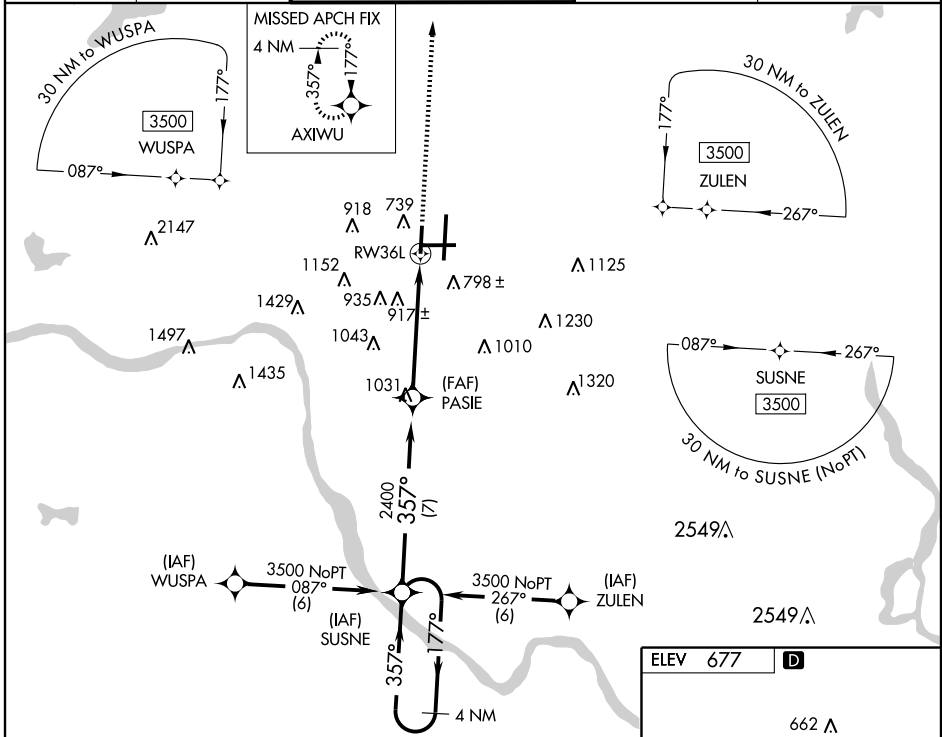 MISSED APCH FIX
4 NM
357°
177°
AXIWU
30 NM to WUSPA
177°
3500
WUSPA
087°
30 NM to ZULEN
177°
3500
ZULEN
267°
2147
918
739
RW36L
1152
798 ±
1125
1429
935
917 ±
1497
1043
1230
1010
1435
1031
(FAF)
PASIE
1320
087°
267°
SUSNE
3500
30 NM to SUSNE (NoPT)
2400
357°
(7)
2549
(IAF)
WUSPA
3500 NoPT
087°
(6)
(IAF)
SUSNE
3500 NoPT
267°
(6)
(IAF)
ZULEN
2549
357°
177°
4 NM
ELEV 677 D
662